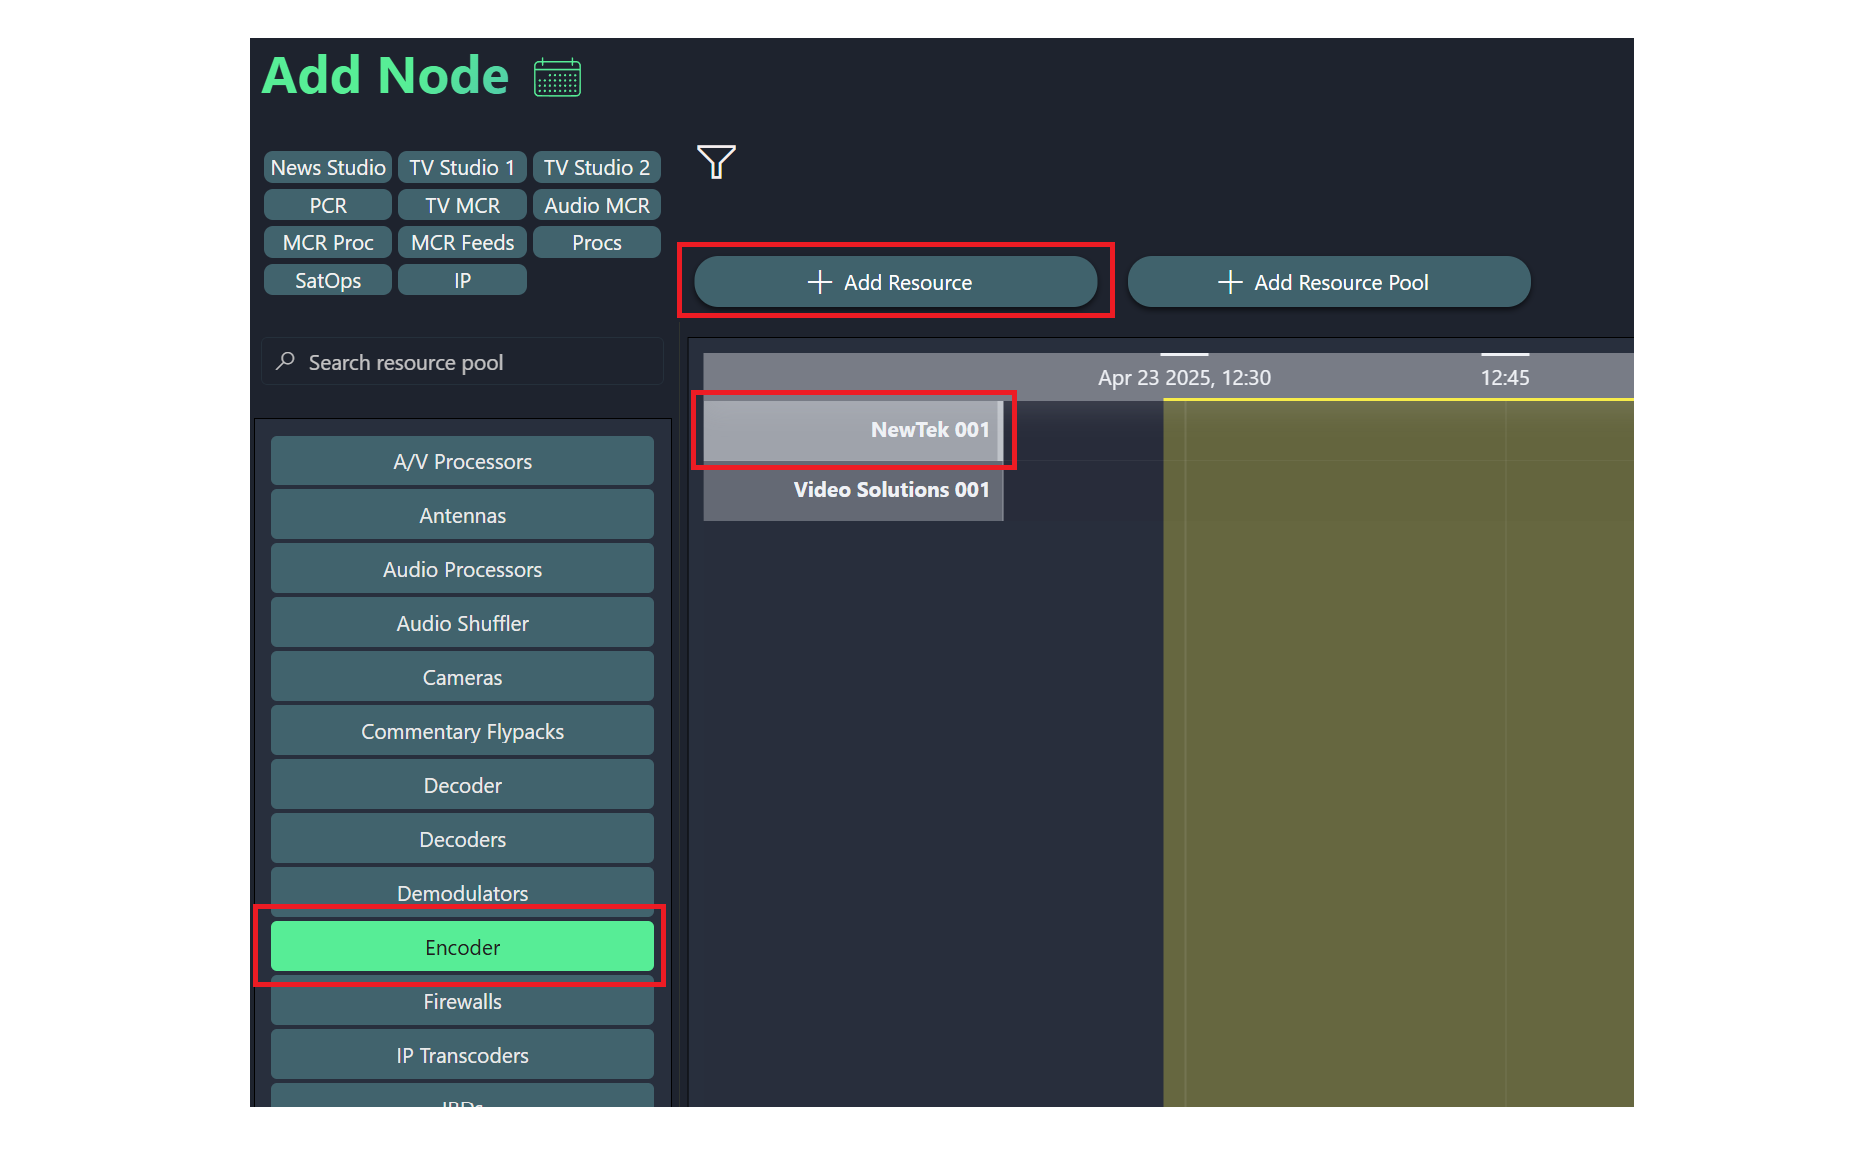 Add Node
News Studio TV Studio 1 TV Studio 2
PCR TV MCR Audio MCR
MCR Proc MCR Feeds Procs
SatOps IP
Add Resource Add Resource Pool
Search resource pool
Apr 23 2025, 12:30 12:45
NewTek 001
Video Solutions 001
A/V Processors
Antennas
Audio Processors
Audio Shuffler
Cameras
Commentary Flypacks
Decoder
Decoders
Demodulators
Encoder
Firewalls
IP Transcoders